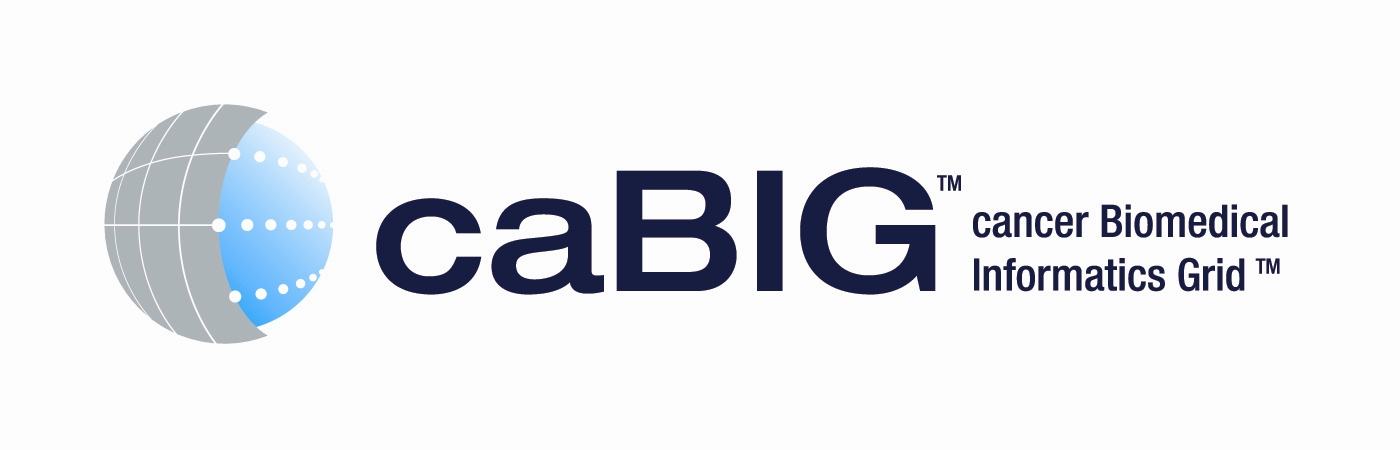 caBIG™
cancer Biomedical
Informatics Grid ™